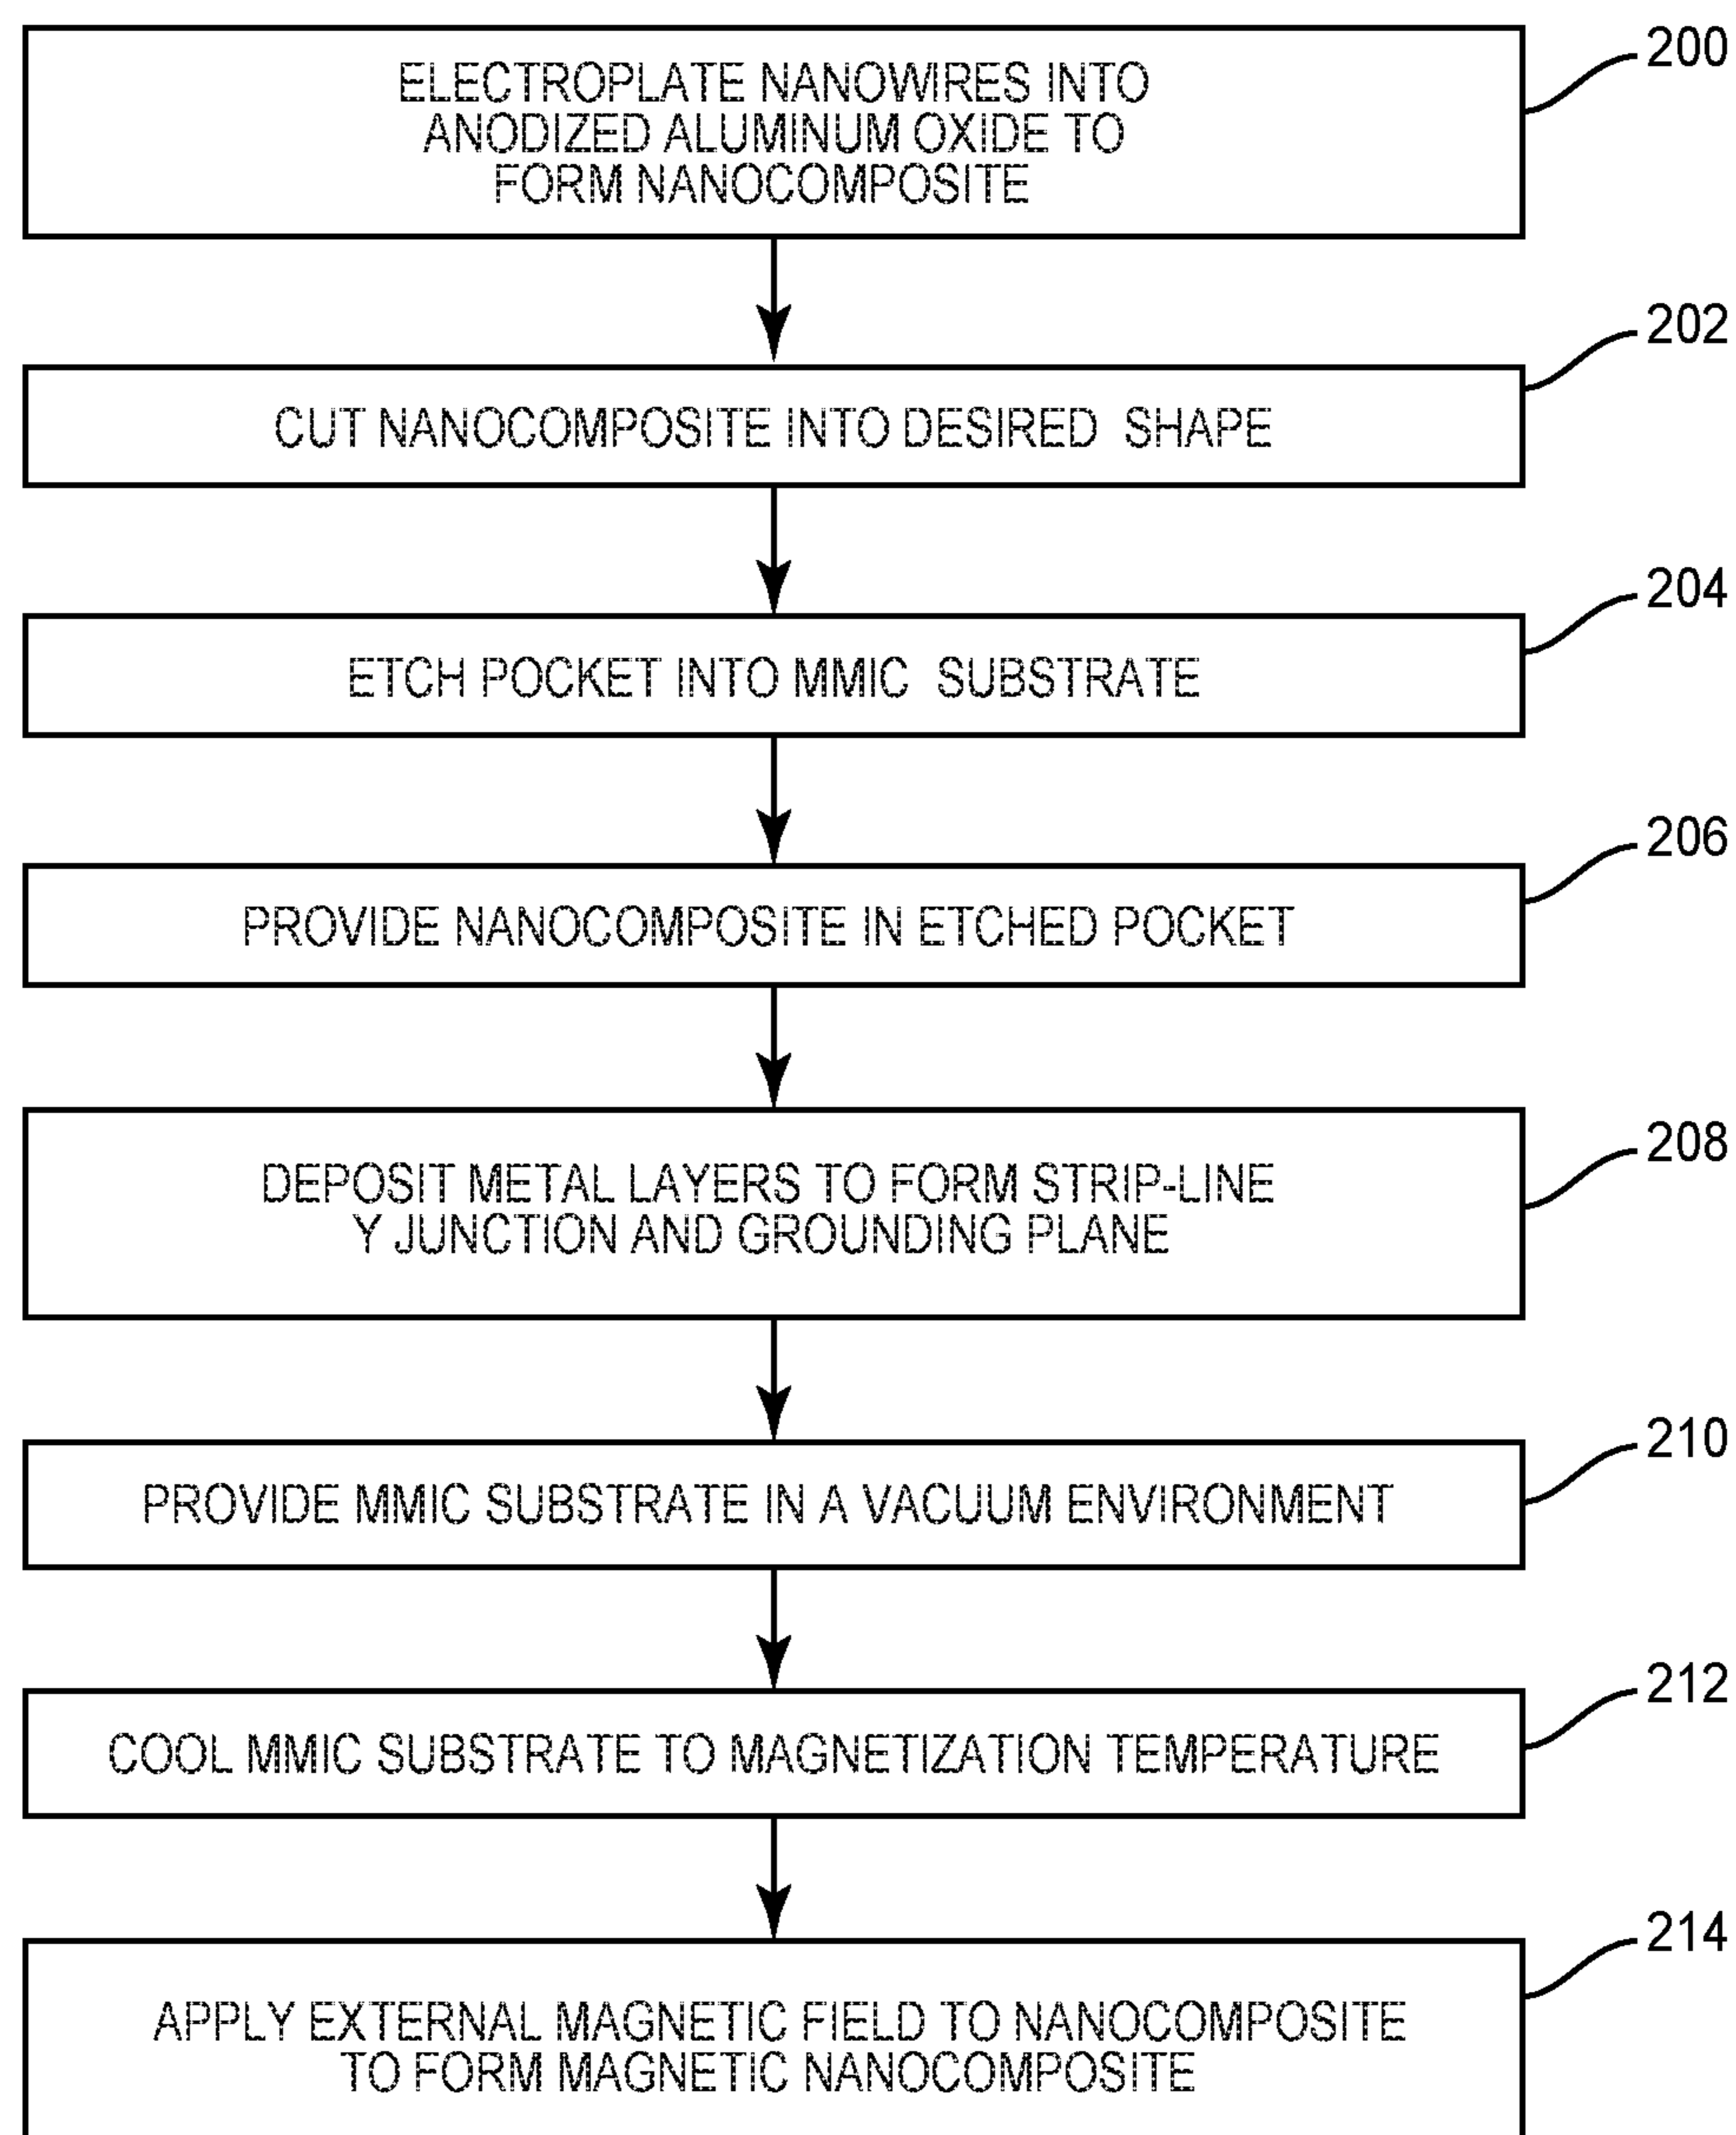 200
ELECTROPLATE NANOWIRES INTO
ANODIZED ALUMINUM OXIDE TO
FORM NANOCOMPOSITE
202
CUT NANOCOMPOSITE INTO DESIRED SHAPE
204
ETCH POCKET INTO MMIC SUBSTRATE
206
PROVIDE NANOCOMPOSITE IN ETCHED POCKET
208
DEPOSIT METAL LAYERS TO FORM STRIP-LINE
Y JUNCTION AND GROUNDING PLANE
210
PROVIDE MMIC SUBSTRATE IN A VACUUM ENVIRONMENT
212
COOL MMIC SUBSTRATE TO MAGNETIZATION TEMPERATURE
214
APPLY EXTERNAL MAGNETIC FIELD TO NANOCOMPOSITE
TO FORM MAGNETIC NANOCOMPOSITE